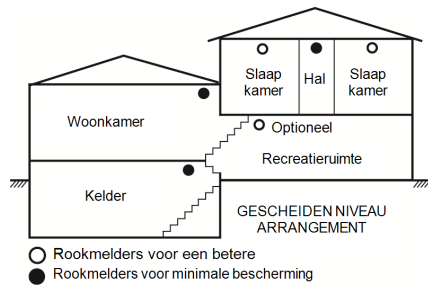 Slaap
kamer
Hal
Slaap
kamer
Woonkamer
Optioneel
Recreatieruimte
Kelder
GESCHEIDEN NIVEAU
ARRANGEMENT
Rookmelders voor een betere
Rookmelders voor minimale bescherming